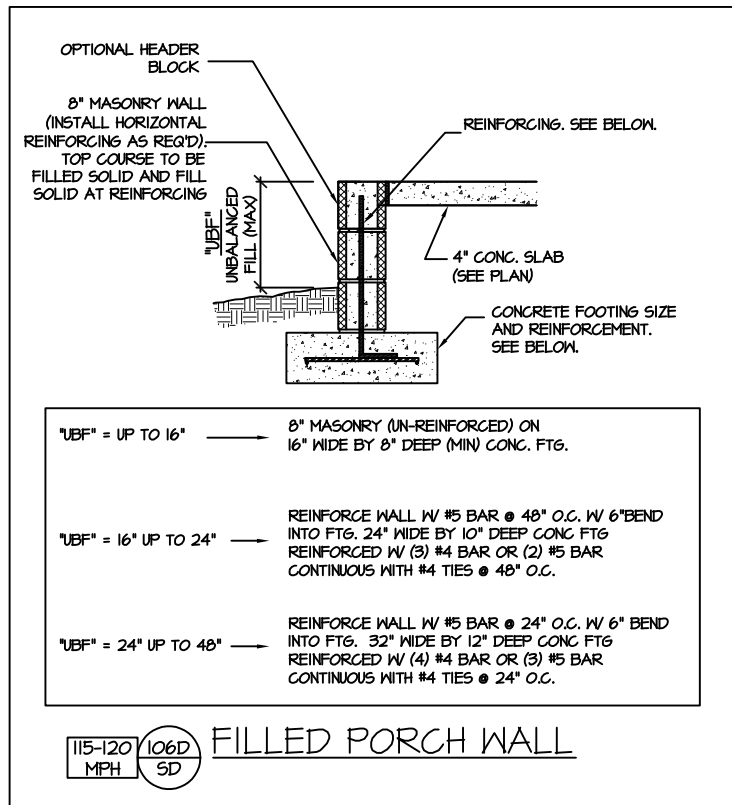 OPTIONAL HEADER
BLOCK
8" MASONRY WALL
(INSTALL HORIZONTAL
REINFORCING AS REQ'D).
TOP COURSE TO BE
FILLED SOLID AND FILL
SOLID AT REINFORCING
"UBF"
UNBALANCED
FILL (MAX)
REINFORCING. SEE BELOW.
4" CONC. SLAB
(SEE PLAN)
CONCRETE FOOTING SIZE
AND REINFORCEMENT.
SEE BELOW.
"UBF" = UP TO 16"
8" MASONRY (UN-REINFORCED) ON
16" WIDE BY 8" DEEP (MIN) CONC. FTG.
"UBF" = 16" UP TO 24"
REINFORCE WALL W/ #5 BAR @ 48" O.C. W/ 6"BEND
INTO FTG. 24" WIDE BY 10" DEEP CONC FTG
REINFORCED W/ (3) #4 BAR OR (2) #5 BAR
CONTINUOUS WITH #4 TIES @ 48" O.C.
"UBF" = 24" UP TO 48"
REINFORCE WALL W/ #5 BAR @ 24" O.C. W/ 6" BEND
INTO FTG. 32" WIDE BY 12" DEEP CONC FTG
REINFORCED W/ (4) #4 BAR OR (3) #5 BAR
CONTINUOUS WITH #4 TIES @ 24" O.C.
115-120
MPH
106D
SD
FILLED PORCH WALL